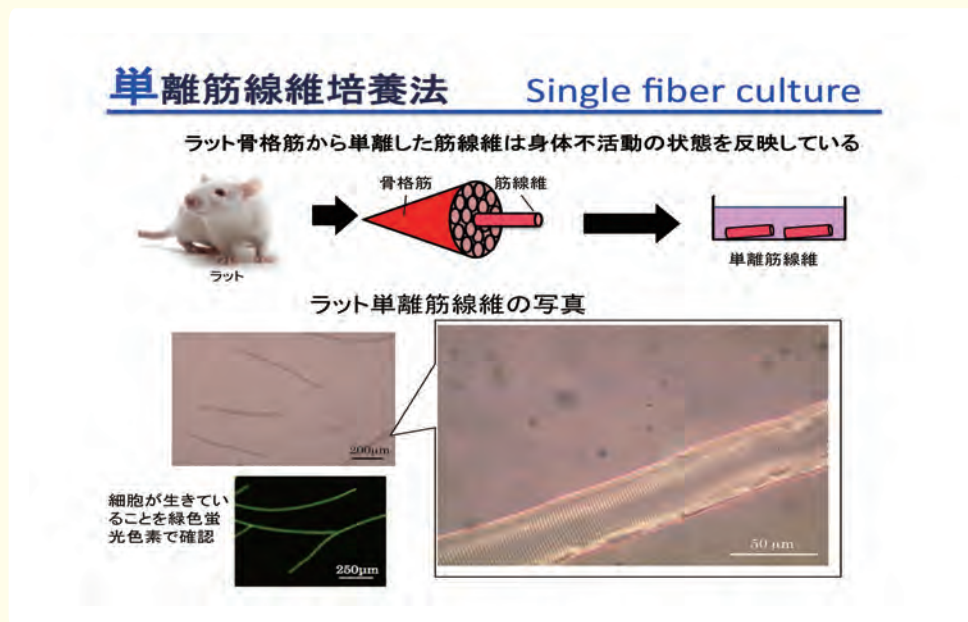 単離筋線維培養法 Single fiber culture
ラット骨格筋から単離した筋線維は身体不活動の状態を反映している
骨格筋 筋線維
ラット
単離筋線維
ラット単離筋線維の写真
200μm
細胞が生きてい
ることを緑色蛍
光色素で確認
250μm
50 μm